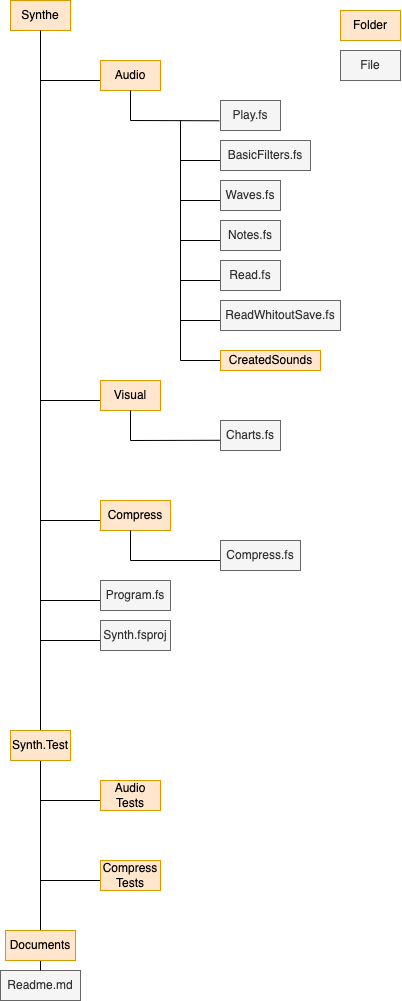 Synthe
Folder
File
Audio
Play.fs
BasicFilters.fs
Waves.fs
Notes.fs
Read.fs
ReadWhitoutSave.fs
CreatedSounds
Visual
Charts.fs
Compress
Compress.fs
Program.fs
Synth.fsproj
Synth.Test
Audio
Tests
Compress
Tests
Documents
Readme.md